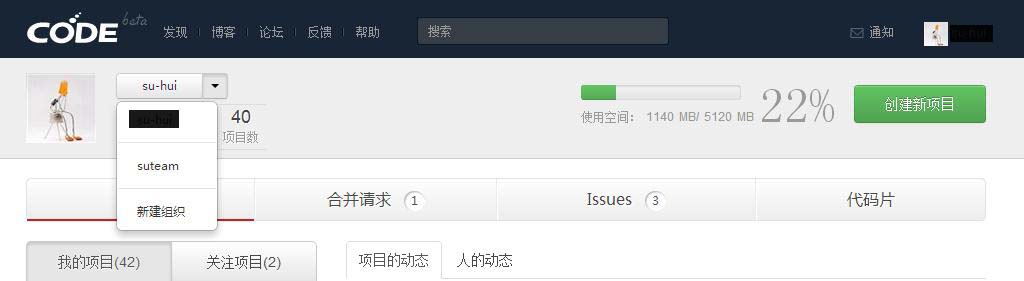 CODE beta
发现 博客 论坛 反馈 帮助 搜索 通知 su-hui
su-hui
su-hui
40
项目数
suteam
新建组织
使用空间： 1140 MB/ 5120 MB 22%
创建新项目
合并请求 1 Issues 3 代码片
我的项目(42) 关注项目(2) 项目的动态 人的动态